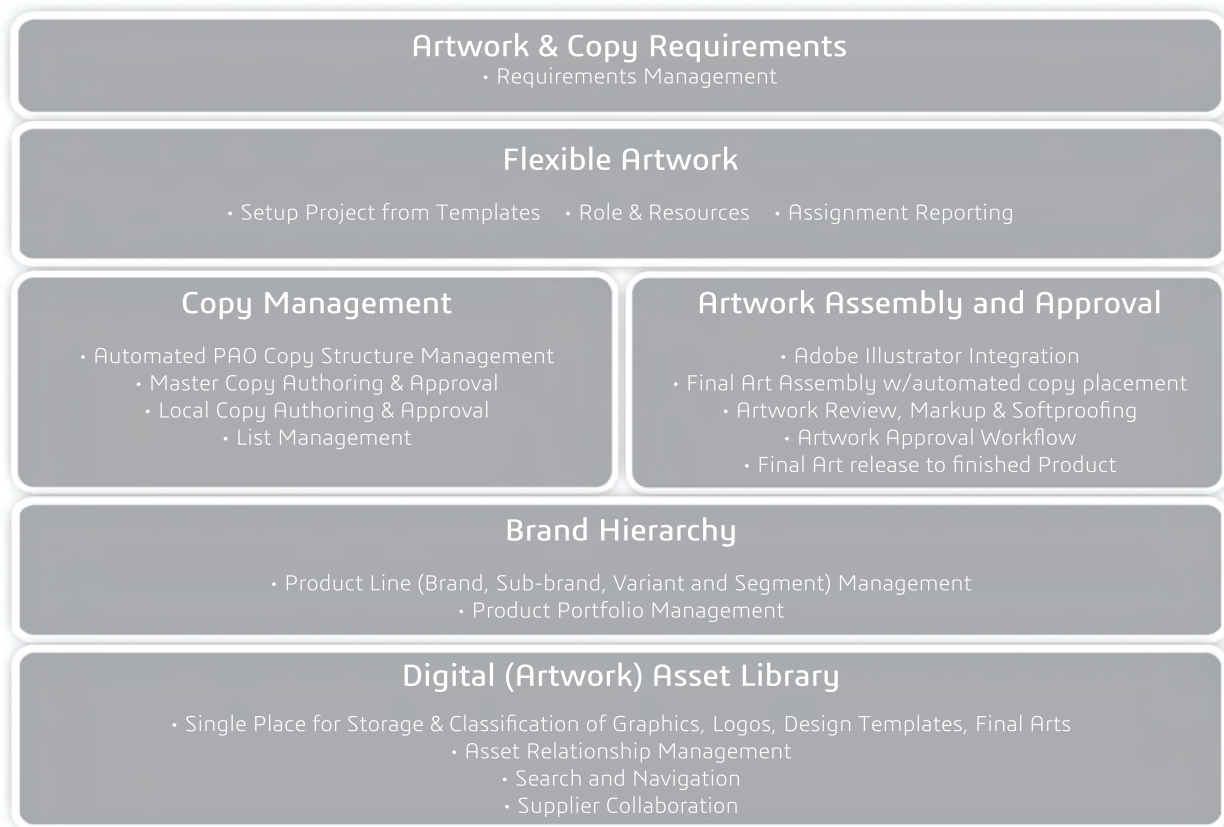 Artwork & Copy Requirements
• Requirements Management
Flexible Artwork
• Setup Project from Templates • Role & Resources • Assignment Reporting
Copy Management
• Automated PAO Copy Structure Management
• Master Copy Authoring & Approval
• Local Copy Authoring & Approval
• List Management
Artwork Assembly and Approval
• Adobe Illustrator Integration
• Final Art Assembly w/automated copy placement
• Artwork Review, Markup & Softproofing
• Artwork Approval Workflow
• Final Art release to finished Product
Brand Hierarchy
• Product Line (Brand, Sub-brand, Variant and Segment) Management
• Product Portfolio Management
Digital (Artwork) Asset Library
• Single Place for Storage & Classification of Graphics, Logos, Design Templates, Final Arts
• Asset Relationship Management
• Search and Navigation
• Supplier Collaboration